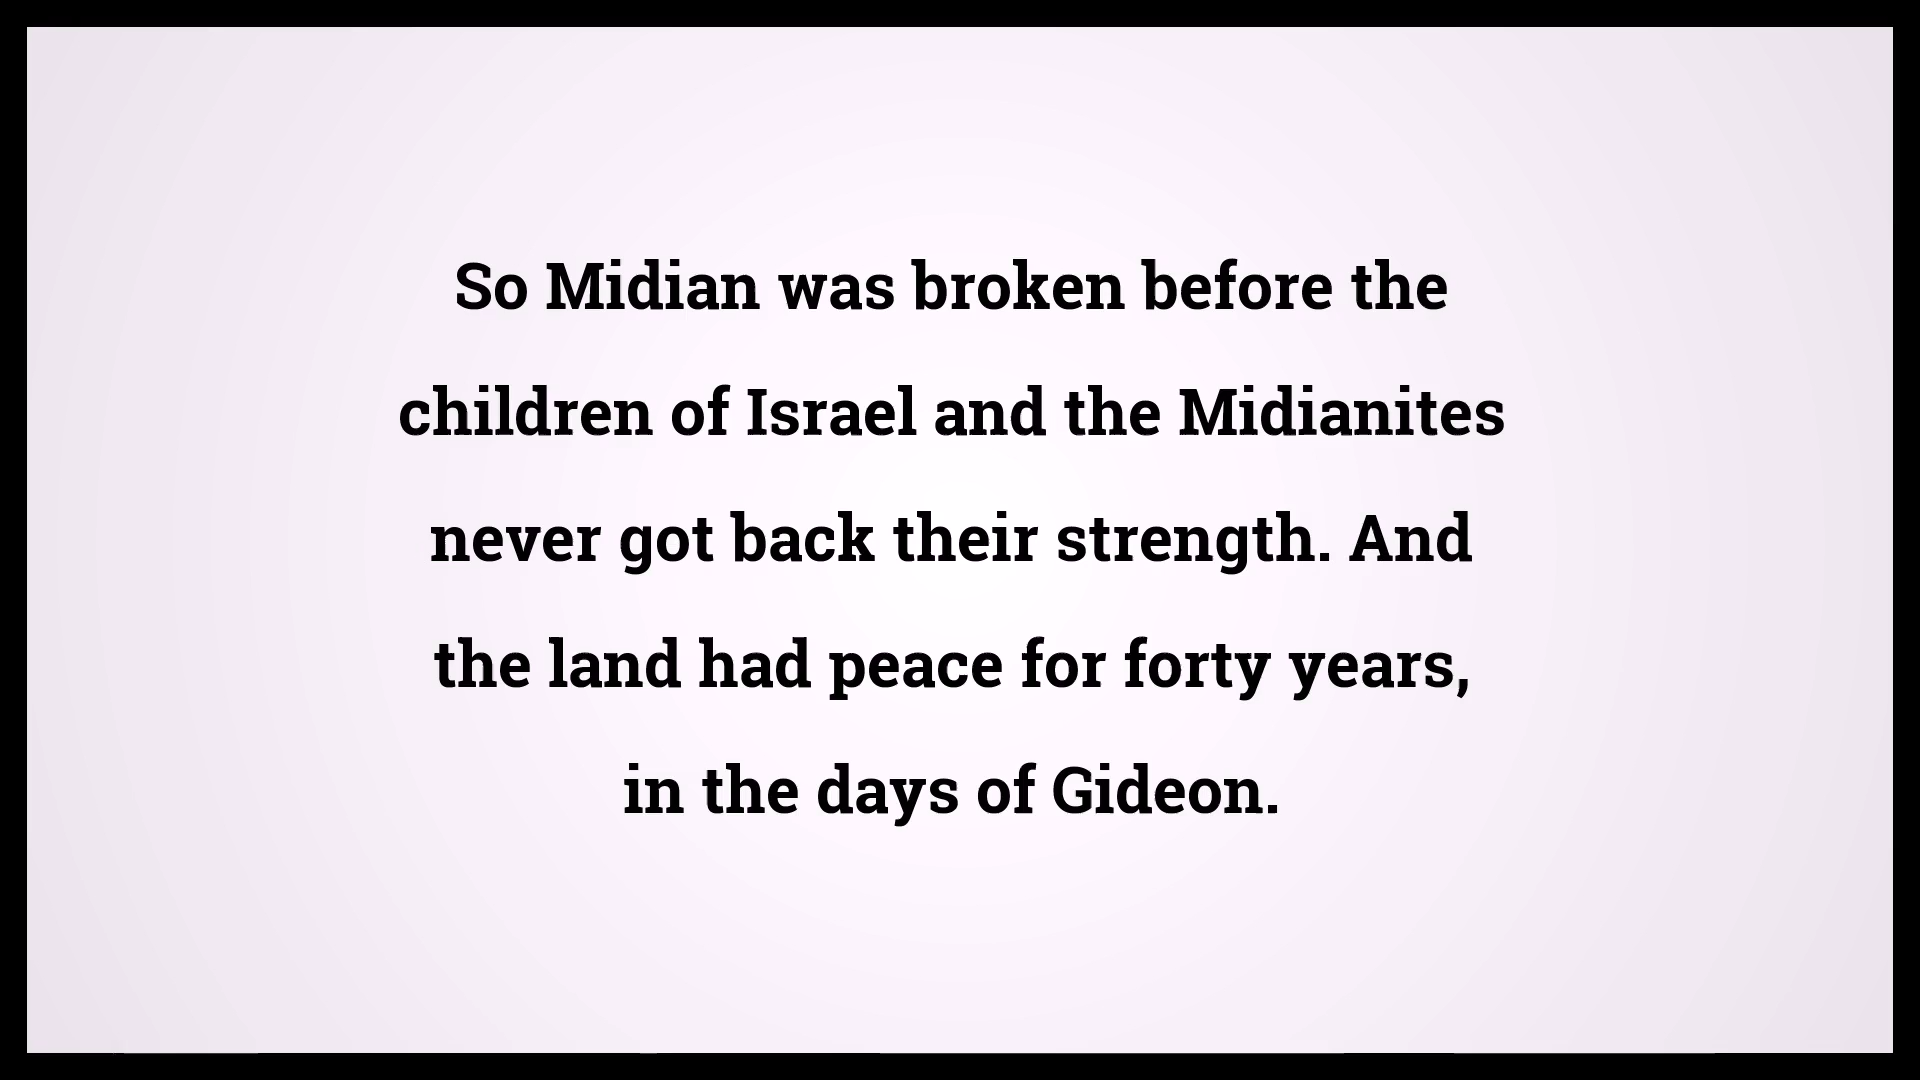 So Midian was broken before the
children of Israel and the Midianites
never got back their strength. And
the land had peace for forty years,
in the days of Gideon.